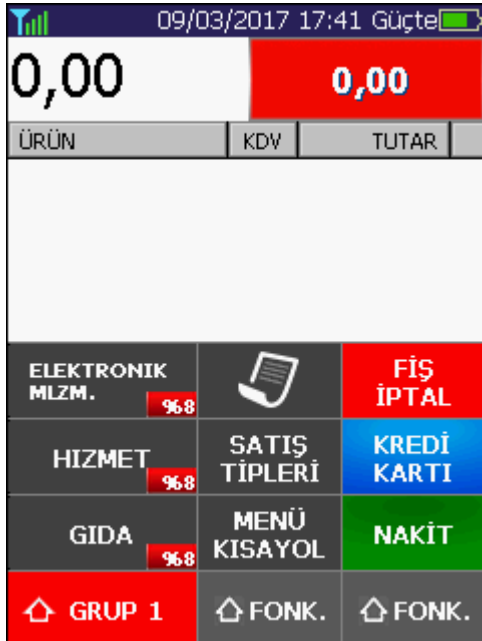 09/03/2017 17:41 Güçte
0,00
0,00
ÜRÜN KDV TUTAR
ELEKTRONIK
MLZM.
%8
FİŞ
İPTAL
HIZMET
%8
SATIŞ
TİPLERİ
KREDİ
KARTI
GIDA
%8
MENÜ
KISAYOL
NAKİT
GRUP 1
FONK.
FONK.